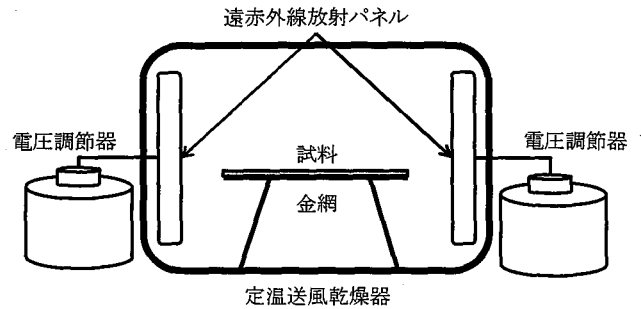 遠赤外線放射パネル
電圧調節器
電圧調節器
試料
金網
定温送風乾燥器